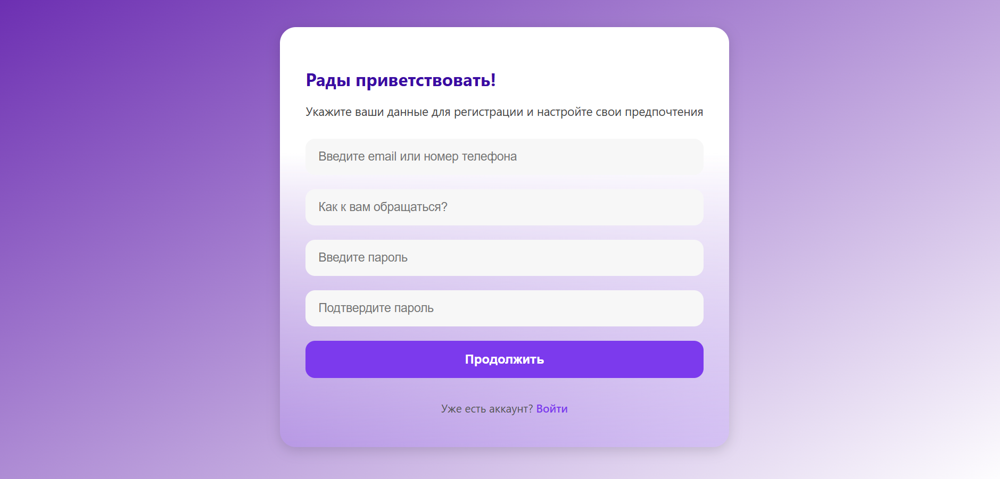 Рады приветствовать!
Укажите ваши данные для регистрации и настройте свои предпочтения
Введите email или номер телефона
Как к вам обращаться?
Введите пароль
Подтвердите пароль
Продолжить
Уже есть аккаунт? Войти